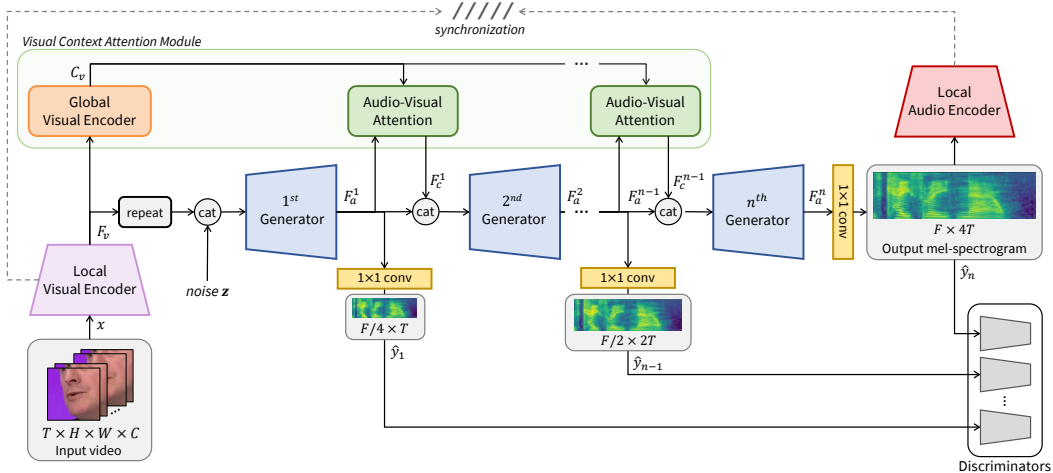 synchronization
Visual Context Attention Module
C_v
...
Global
Visual Encoder
Audio-Visual
Attention
Audio-Visual
Attention
Local
Audio Encoder
F_c^1
F_c^{n-1}
F_v
repeat
cat
1^{st}
Generator
F_a^1
cat
2^{nd}
Generator
F_a^2
...
F_a^{n-1}
cat
n^{th}
Generator
F_a^n
1×1 conv
F × 4T
Output mel-spectrogram
Local
Visual Encoder
noise z
1×1 conv
F/4 × T
ŷ_1
1×1 conv
F/2 × 2T
ŷ_{n-1}
ŷ_n
x
...
T × H × W × C
Input video
...
Discriminators